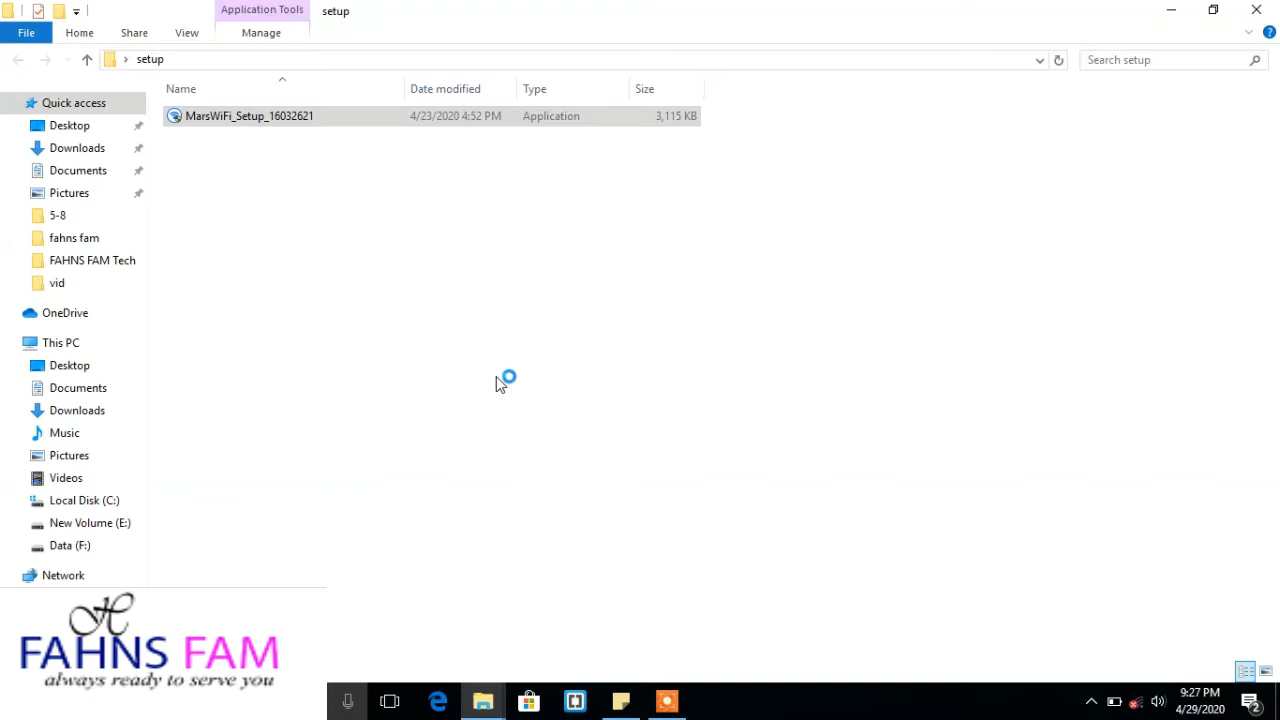 Application Tools
setup
File
Home
Share
View
Manage
setup
Search setup
Name
Date modified
Type
Size
MarsWiFi_Setup_16032621
4/23/2020 4:52 PM
Application
3,115 KB
Quick access
Desktop
Downloads
Documents
Pictures
5-8
fahns fam
FAHNS FAM Tech
vid
OneDrive
This PC
Desktop
Documents
Downloads
Music
Pictures
Videos
Local Disk (C:)
New Volume (E:)
Data (F:)
Network
H
FAHNS FAM
always ready to serve you
9:27 PM
4/29/2020
2